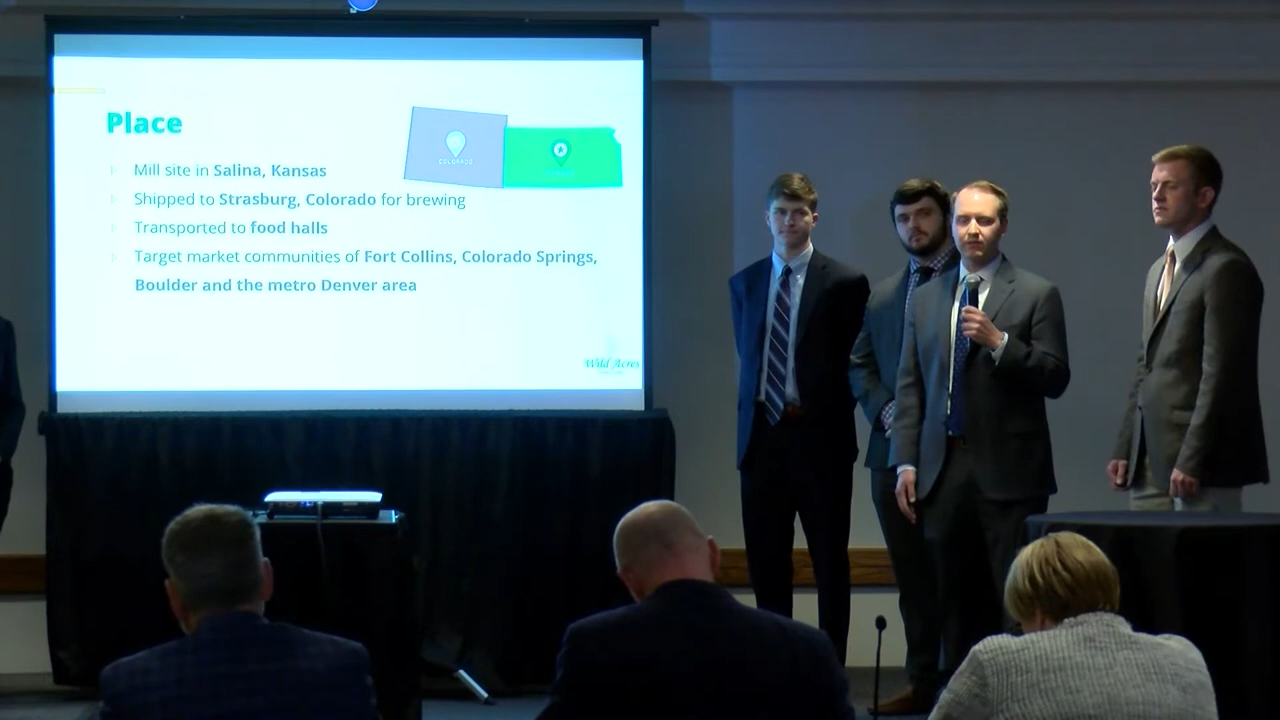 Place
COLORADO
Mill site in Salina, Kansas
Shipped to Strasburg, Colorado for brewing
Transported to food halls
Target market communities of Fort Collins, Colorado Springs,
Boulder and the metro Denver area
Wild Acres